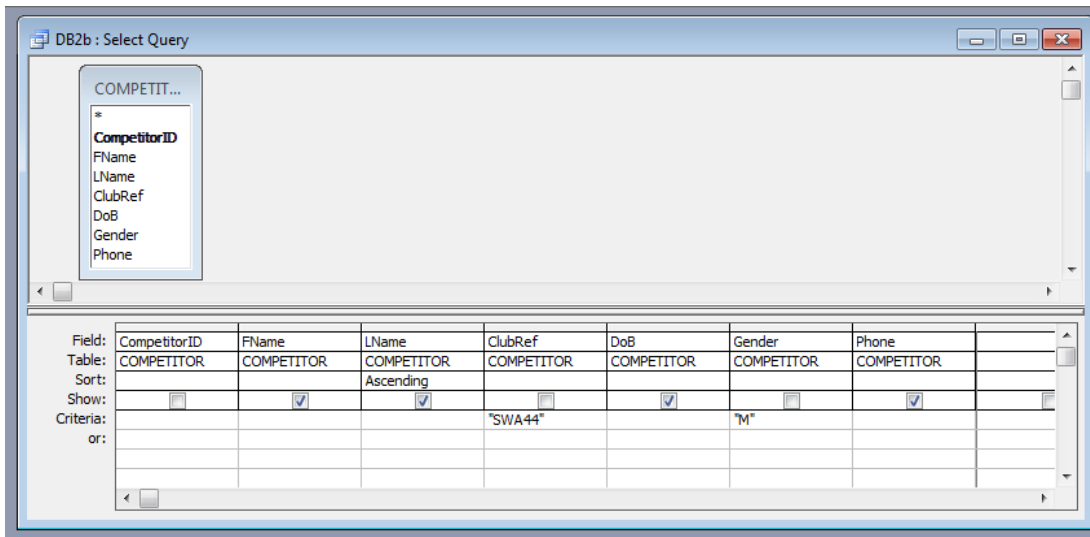 DB2b : Select Query
COMPETIT...
*
CompetitorID
FName
LName
ClubRef
DoB
Gender
Phone
Field: CompetitorID FName LName ClubRef DoB Gender Phone
Table: COMPETITOR COMPETITOR COMPETITOR COMPETITOR COMPETITOR COMPETITOR COMPETITOR
Sort: Ascending
Show:
Criteria: "SWA44" "M"
or: